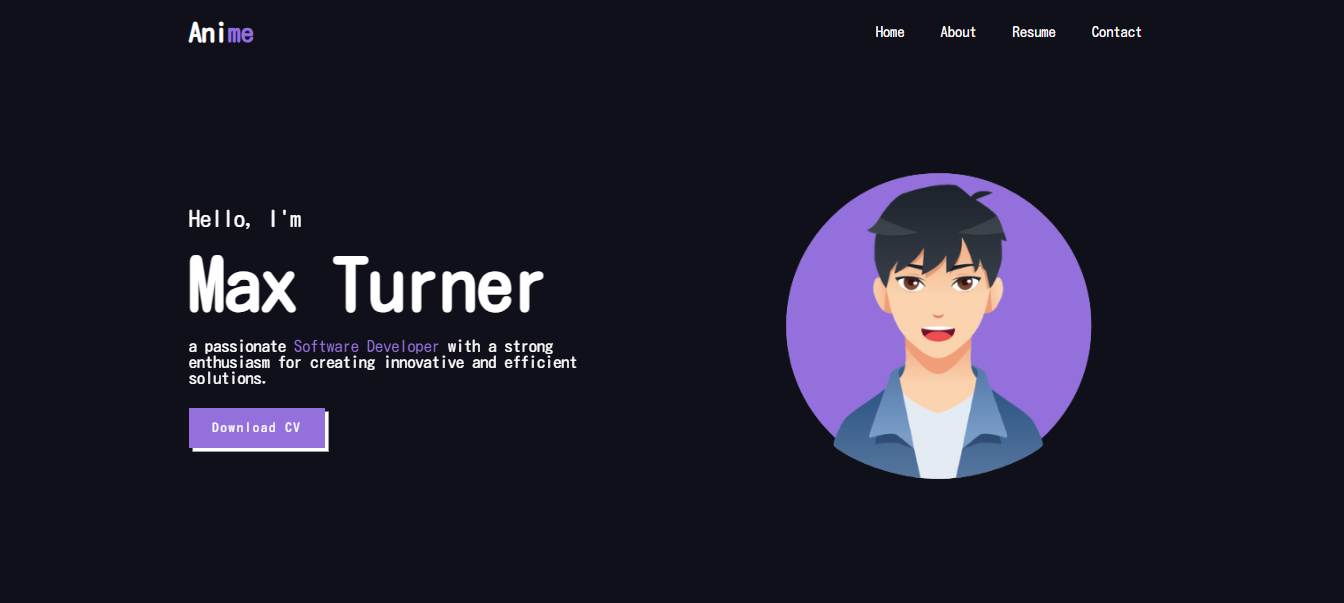 Anime
Home About Resume Contact
Hello, I'm
Max Turner
a passionate Software Developer with a strong
enthusiasm for creating innovative and efficient
solutions.
Download CV